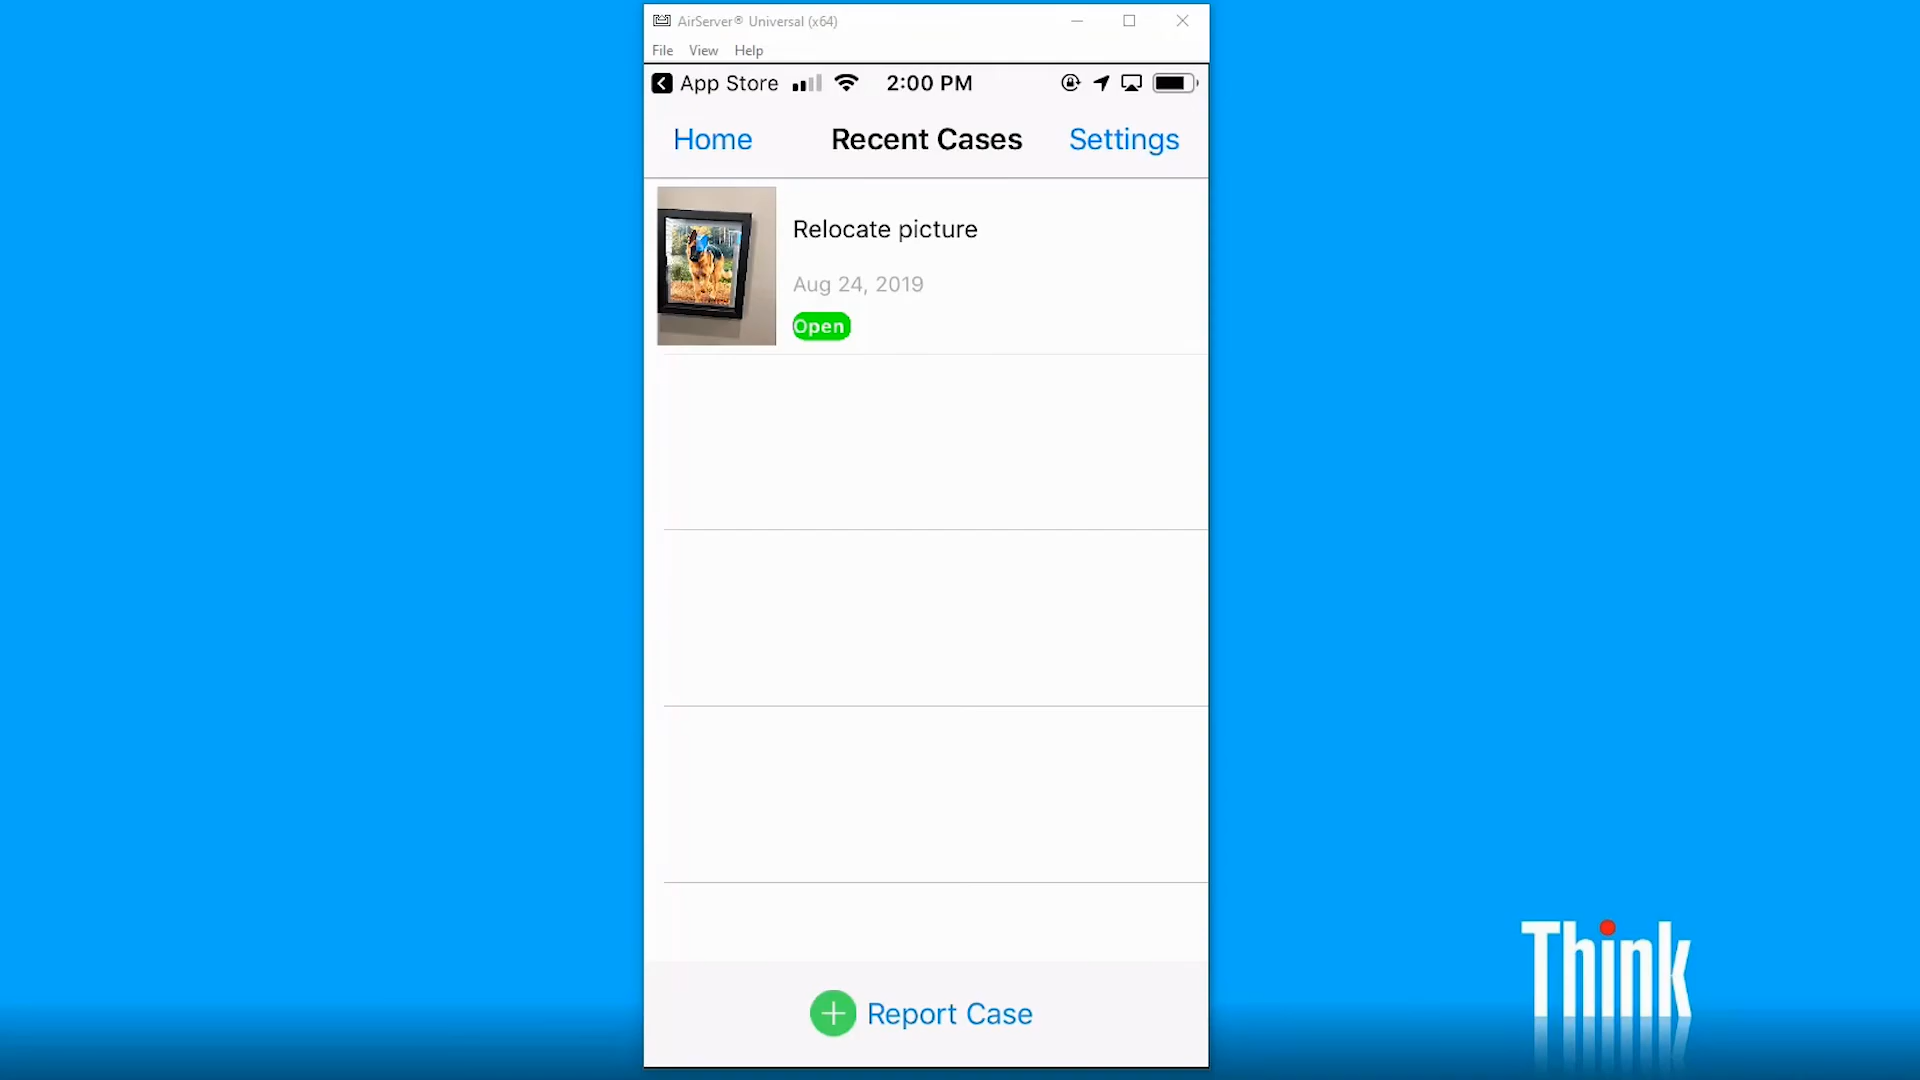 AirServer® Universal (x64)
File View Help
App Store 2:00 PM
Home Recent Cases Settings
Relocate picture
Aug 24, 2019
Open
Report Case
Think